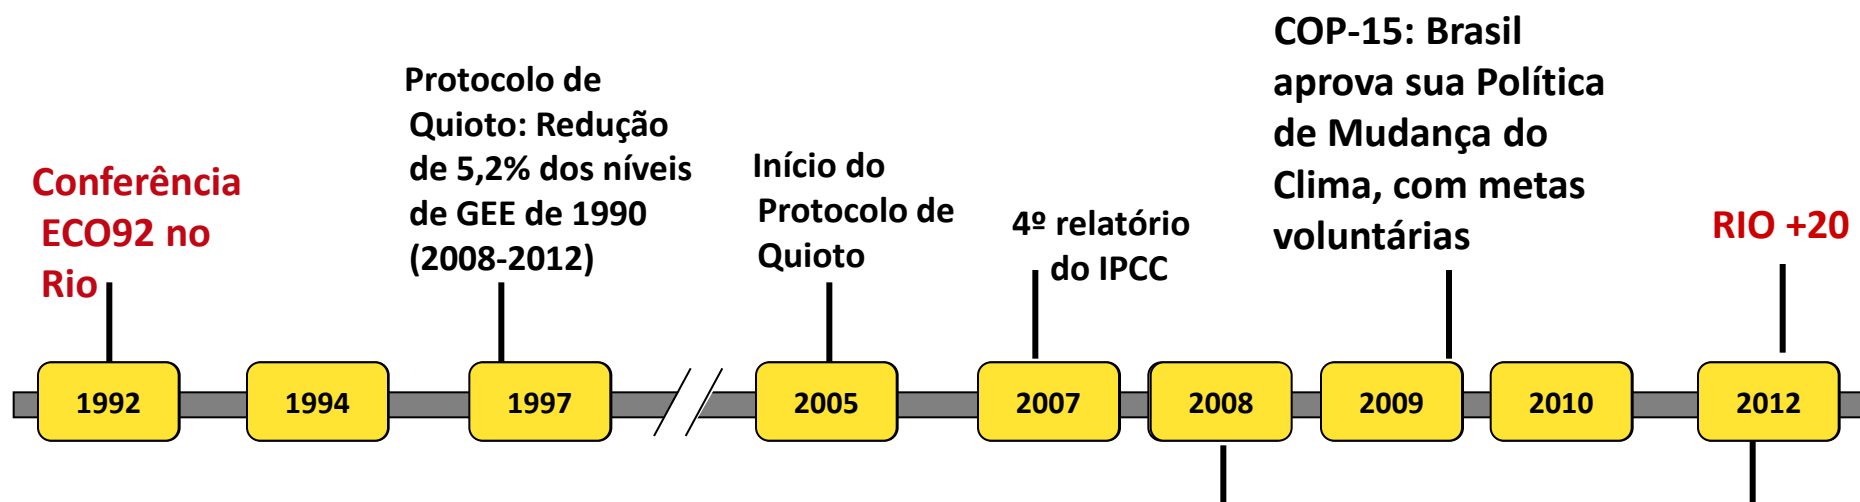 Conferência
ECO92 no
Rio
Protocolo de
Quioto: Redução
de 5,2% dos níveis
de GEE de 1990
(2008-2012)
Início do
Protocolo de
Quioto
4º relatório
do IPCC
COP-15: Brasil
aprova sua Política
de Mudança do
Clima, com metas
voluntárias
RIO +20
1992
1994
1997
2005
2007
2008
2009
2010
2012